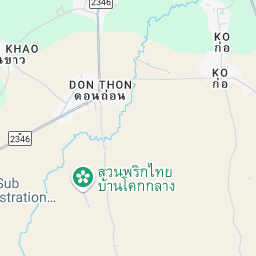 2346
KO
ก่อ
KHAO
นขาว
KO
ก่อ
DON THON
ดอนถ่อน
2346
สวนพริกไทย
บ้านโคกกลาง
Sub
stration...